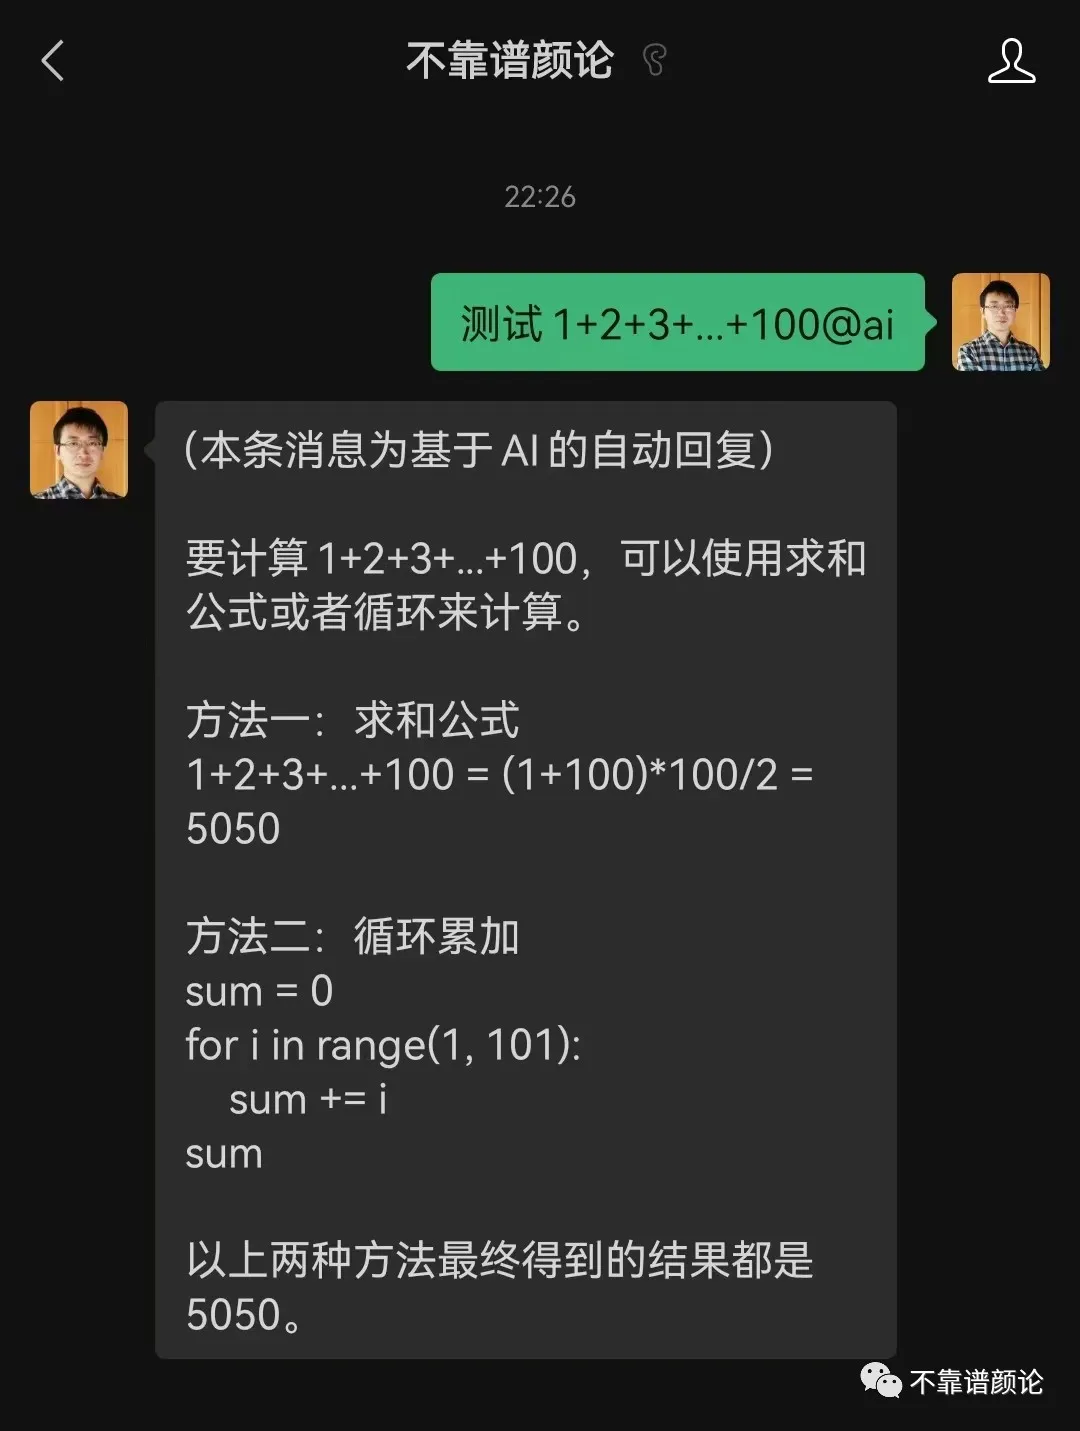 不靠谱颜论
22:26
测试 1+2+3+...+100@ai
（本条消息为基于 AI 的自动回复）
要计算 1+2+3+...+100，可以使用求和
公式或者循环来计算。
方法一：求和公式
1+2+3+...+100 = (1+100)*100/2 =
5050
方法二：循环累加
sum = 0
for i in range(1, 101):
    sum += i
sum
以上两种方法最终得到的结果都是
5050。
不靠谱颜论